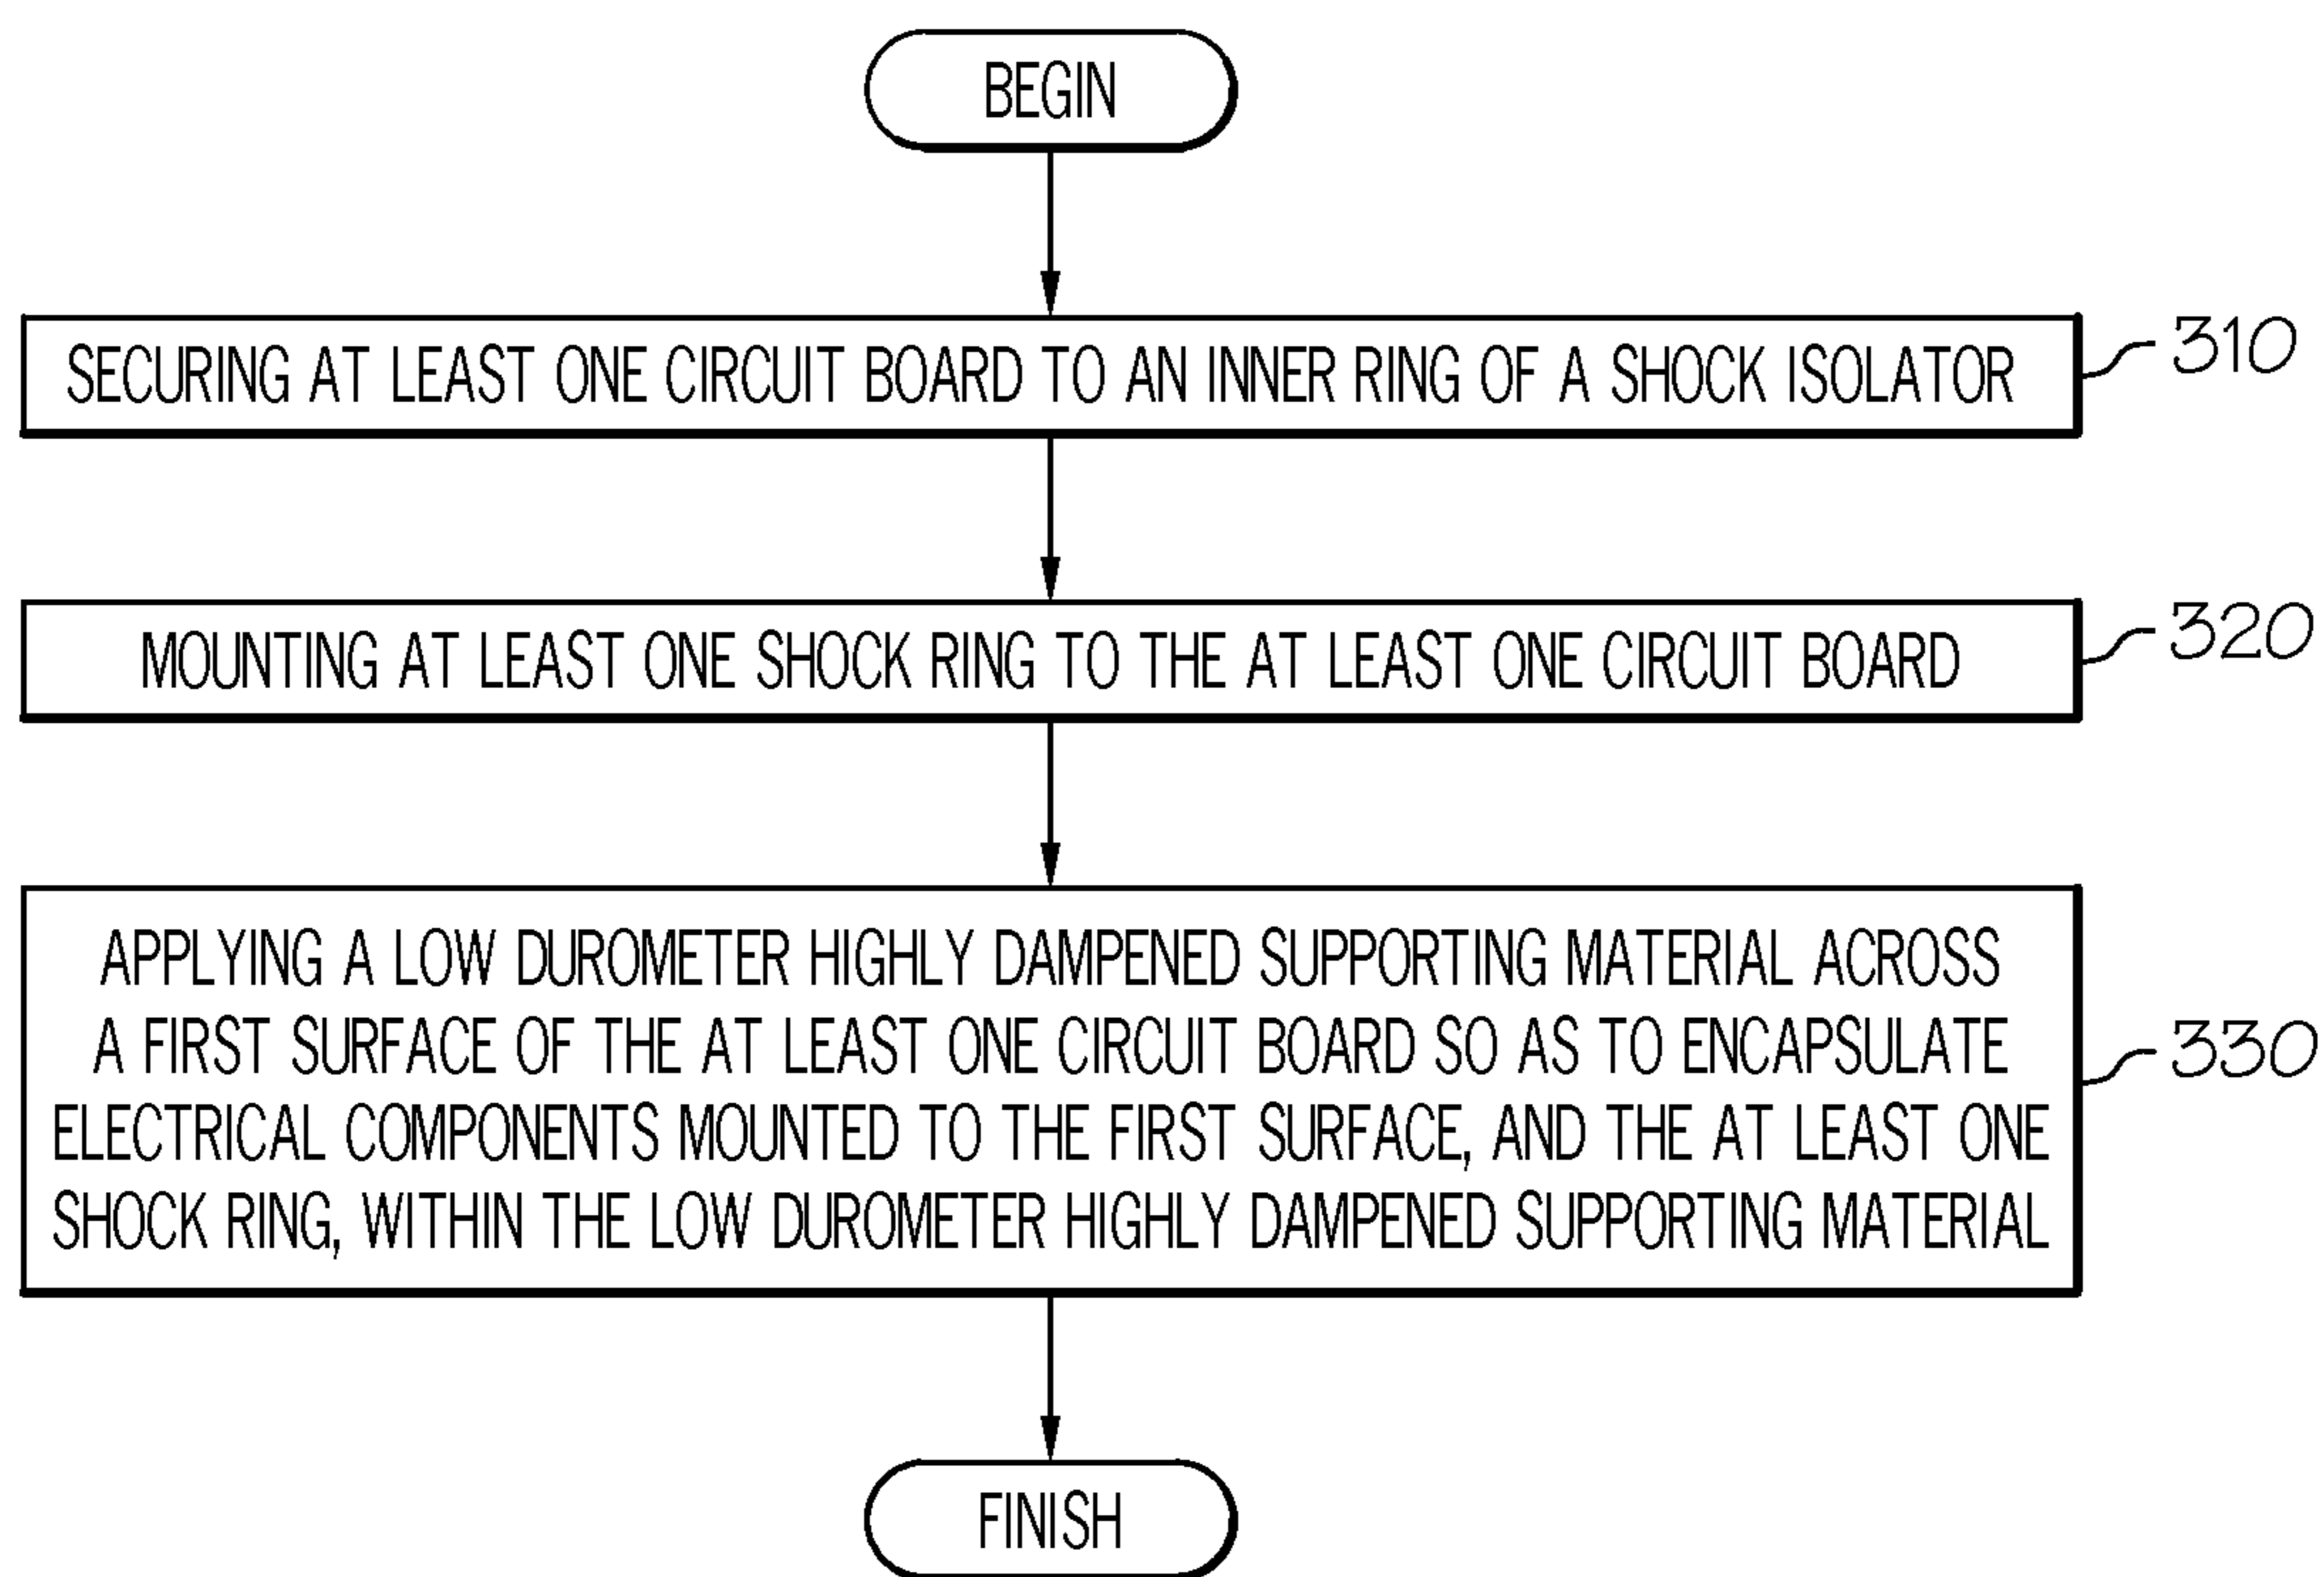 BEGIN
SECURING AT LEAST ONE CIRCUIT BOARD TO AN INNER RING OF A SHOCK ISOLATOR
310
MOUNTING AT LEAST ONE SHOCK RING TO THE AT LEAST ONE CIRCUIT BOARD
320
APPLYING A LOW DUROMETER HIGHLY DAMPENED SUPPORTING MATERIAL ACROSS
A FIRST SURFACE OF THE AT LEAST ONE CIRCUIT BOARD SO AS TO ENCAPSULATE
ELECTRICAL COMPONENTS MOUNTED TO THE FIRST SURFACE, AND THE AT LEAST ONE
SHOCK RING, WITHIN THE LOW DUROMETER HIGHLY DAMPENED SUPPORTING MATERIAL
330
FINISH